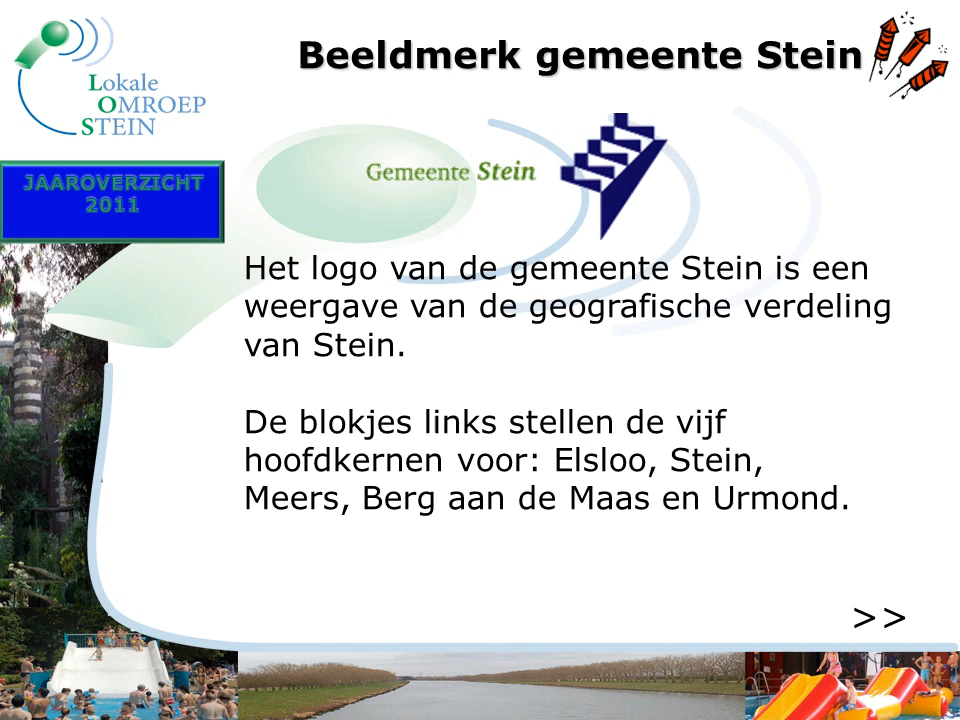 Beeldmerk gemeente Stein
Lokale
OMROEP
STEIN
Gemeente Stein
JAAROVERZICHT
2011
Het logo van de gemeente Stein is een
weergave van de geografische verdeling
van Stein.
De blokjes links stellen de vijf
hoofdkernen voor: Elsloo, Stein,
Meers, Berg aan de Maas en Urmond.
>>